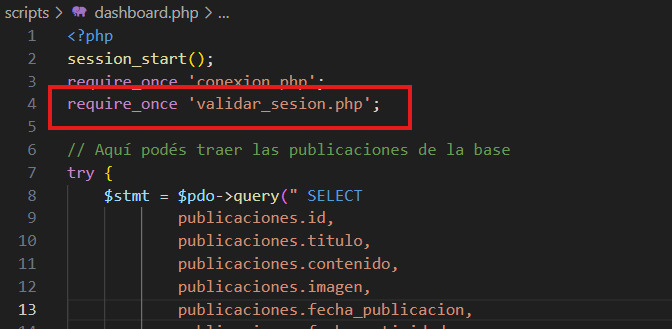 scripts > dashboard.php > ...
1 <?php
2 session_start();
3 require_once 'conexion.php';
4 require_once 'validar_sesion.php';
5
6 // Aquí podés traer las publicaciones de la base
7 try {
8 $stmt = $pdo->query(" SELECT
9 publicaciones.id,
10 publicaciones.titulo,
11 publicaciones.contenido,
12 publicaciones.imagen,
13 publicaciones.fecha_publicacion,